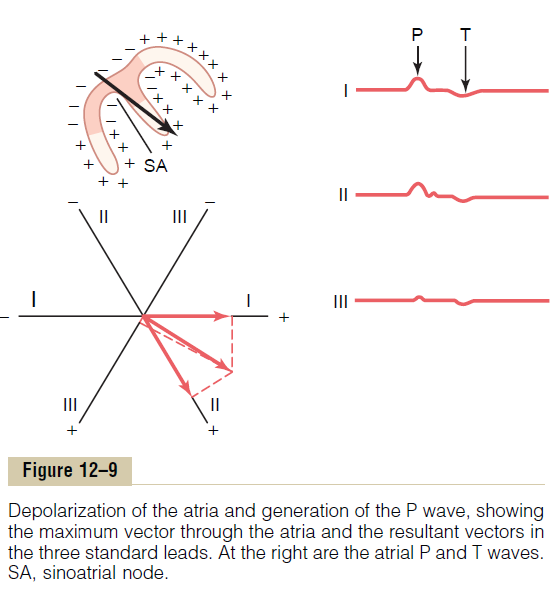 P T
I
SA
II
II III
I I
III
III II
Figure 12–9
Depolarization of the atria and generation of the P wave, showing
the maximum vector through the atria and the resultant vectors in
the three standard leads. At the right are the atrial P and T waves.
SA, sinoatrial node.